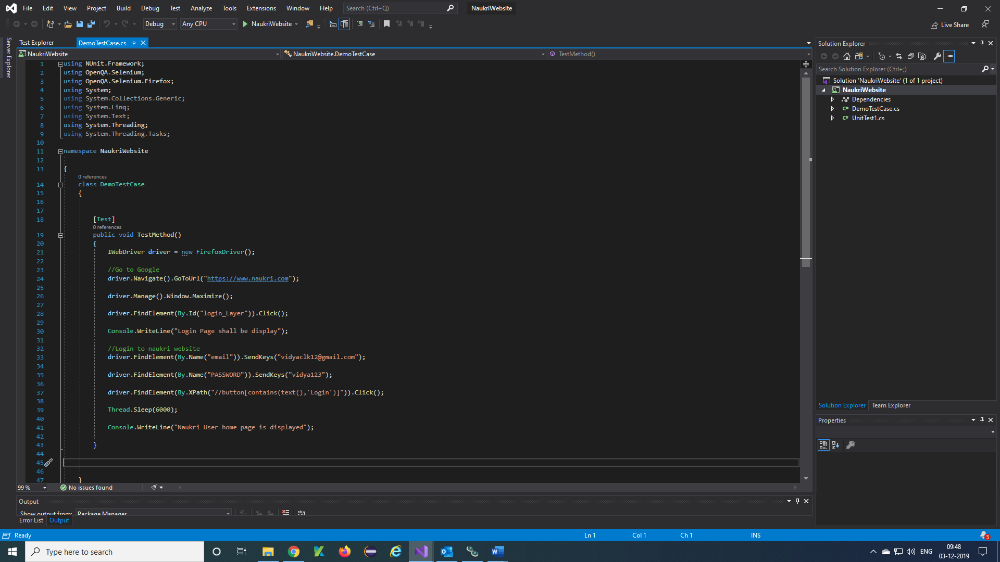 File Edit View Project Build Debug Test Analyze Tools Extensions Window Help Search (Ctrl+Q) NaukriWebsite
Debug Any CPU NaukriWebsite Live Share
Server Explorer
Test Explorer DemoTestCase.cs
NaukriWebsite NaukriWebsite.DemoTestCase TestMethod()
1 using NUnit.Framework;
2 using OpenQA.Selenium;
3 using OpenQA.Selenium.Firefox;
4 using System;
5 using System.Collections.Generic;
6 using System.Linq;
7 using System.Text;
8 using System.Threading;
9 using System.Threading.Tasks;
10
11 namespace NaukriWebsite
12
13 {
0 references
14 class DemoTestCase
15 {
16
17
18 [Test]
0 references
19 public void TestMethod()
20 {
21 IWebDriver driver = new FirefoxDriver();
22
23 //Go to Google
24 driver.Navigate().GoToUrl("https://www.naukri.com");
25
26 driver.Manage().Window.Maximize();
27
28 driver.FindElement(By.Id("login_Layer")).Click();
29
30 Console.WriteLine("Login Page shall be display");
31
32 //Login to naukri website
33 driver.FindElement(By.Name("email")).SendKeys("vidyaclk12@gmail.com");
34
35 driver.FindElement(By.Name("PASSWORD")).SendKeys("vidya123");
36
37 driver.FindElement(By.XPath("//button[contains(text(),'Login')]")).Click();
38
39 Thread.Sleep(6000);
40
41 Console.WriteLine("Naukri User home page is displayed");
42
43 }
44
45
46
47 }
99 % No issues found
Output
Show output from: Package Manager
Error List Output
Solution Explorer
Search Solution Explorer (Ctrl+;)
Solution 'NaukriWebsite' (1 of 1 project)
NaukriWebsite
Dependencies
C# DemoTestCase.cs
C# UnitTest1.cs
Solution Explorer Team Explorer
Properties
Ready Ln 1 Col 1 Ch 1 INS 3
Type here to search ENG 09:48
03-12-2019